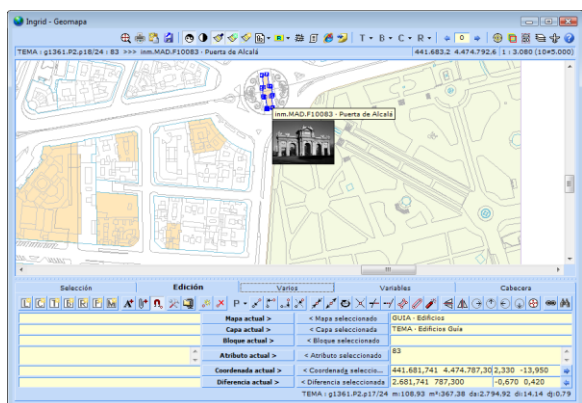 Ingrid - Geomapa
T - B - C - R -
0
TEMA : g1361.P2.p18/24 : 83 >>> inm.MAD.F10083 - Puerta de Alcalá
441.683,2 4.474.792,6 1 : 3.080 (10*5.000)
inm.MAD.F10083 - Puerta de Alcalá
Selección Edición Varios Variables Cabecera
P
Mapa actual > < Mapa seleccionado GUIA - Edificios
Capa actual > < Capa seleccionada TEMA - Edificios Guía
Bloque actual > < Bloque seleccionado
Atributo actual > < Atributo seleccionado 83
Coordenada actual > < Coordenada seleccio... 441.681,741 4.474.787,30 2,330 -13,950
Diferencia actual > < Diferencia seleccionada 2.681,741 787,300 -0,670 0,420
TEMA : g1361.P2.p17/24 m:108,93 m²:367,38 da:2.794,92 di:14,14 dj:0,79